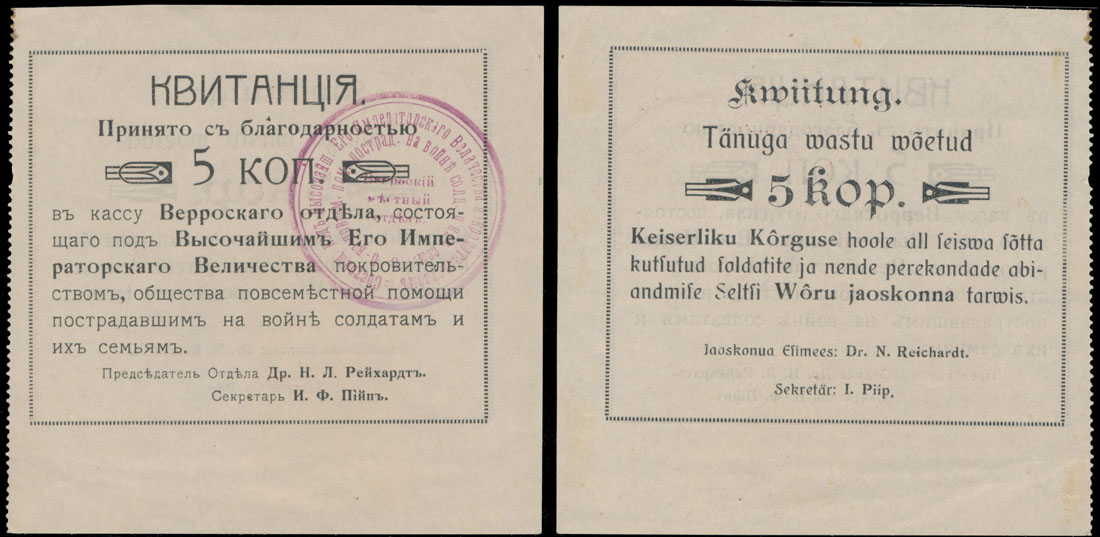 КВИТАНЦІЯ.
Принято съ благодарностью
5 КОП.
въ кассу Верроскаго отдѣла, состоя-
щаго подъ Высочайшимъ Его Импе-
раторскаго Величества покровитель-
ствомъ, общества повсемѣстной помощи
пострадавшимъ на войнѣ солдатамъ и
ихъ семьямъ.
Предсѣдатель Отдѣла Др. Н. Л. Рейхардтъ.
Секретарь И. Ф. Пійпъ.
Kwiitung.
Tänuga wastu wõetud
5 kop.
Keiserliku Kôrguse hoole all ſeiswa ſõtta
kutſutud ſoldatite ja nende perekondade abi-
andmiſe Seltſi Wôru jaoskonna tarwis.
Jaoskonua Eſimees: Dr. N. Reichardt.
Sekretär: I. Piip.